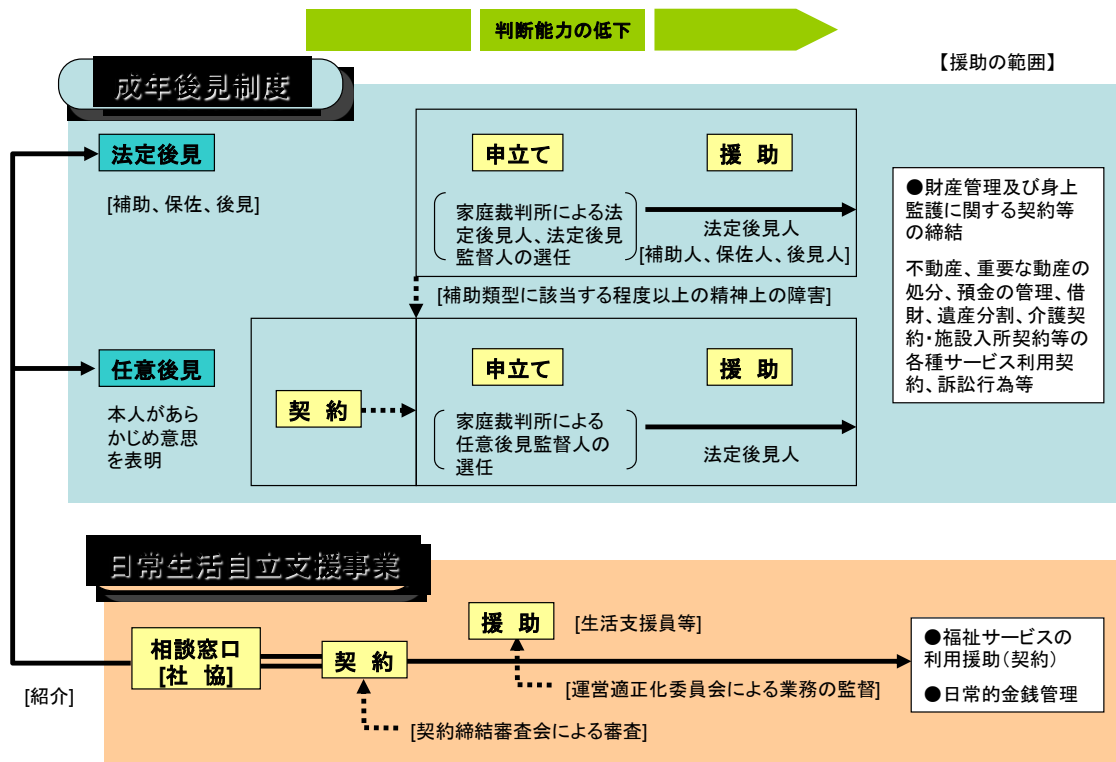 判断能力の低下
【援助の範囲】
成年後見制度
法定後見
[補助、保佐、後見]
申立て
援 助
家庭裁判所による法
定後見人、法定後見
監督人の選任
法定後見人
[補助人、保佐人、後見人]
●財産管理及び身上
監護に関する契約等
の締結
不動産、重要な動産の
処分、預金の管理、借
財、遺産分割、介護契
約・施設入所契約等の
各種サービス利用契
約、訴訟行為等
[補助類型に該当する程度以上の精神上の障害]
任意後見
本人があら
かじめ意思
を表明
契 約
申立て
援 助
家庭裁判所による
任意後見監督人の
選任
法定後見人
日常生活自立支援事業
相談窓口
[社 協]
[紹介]
契 約
援 助
[生活支援員等]
[運営適正化委員会による業務の監督]
[契約締結審査会による審査]
●福祉サービスの
利用援助(契約)
●日常的金銭管理